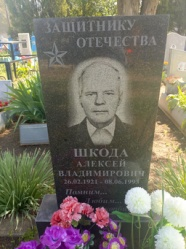 ЗАЩИТНИКУ
ОТЕЧЕСТВА
ШКОДА
АЛЕКСЕЙ
ВЛАДИМИРОВИЧ
Помним...